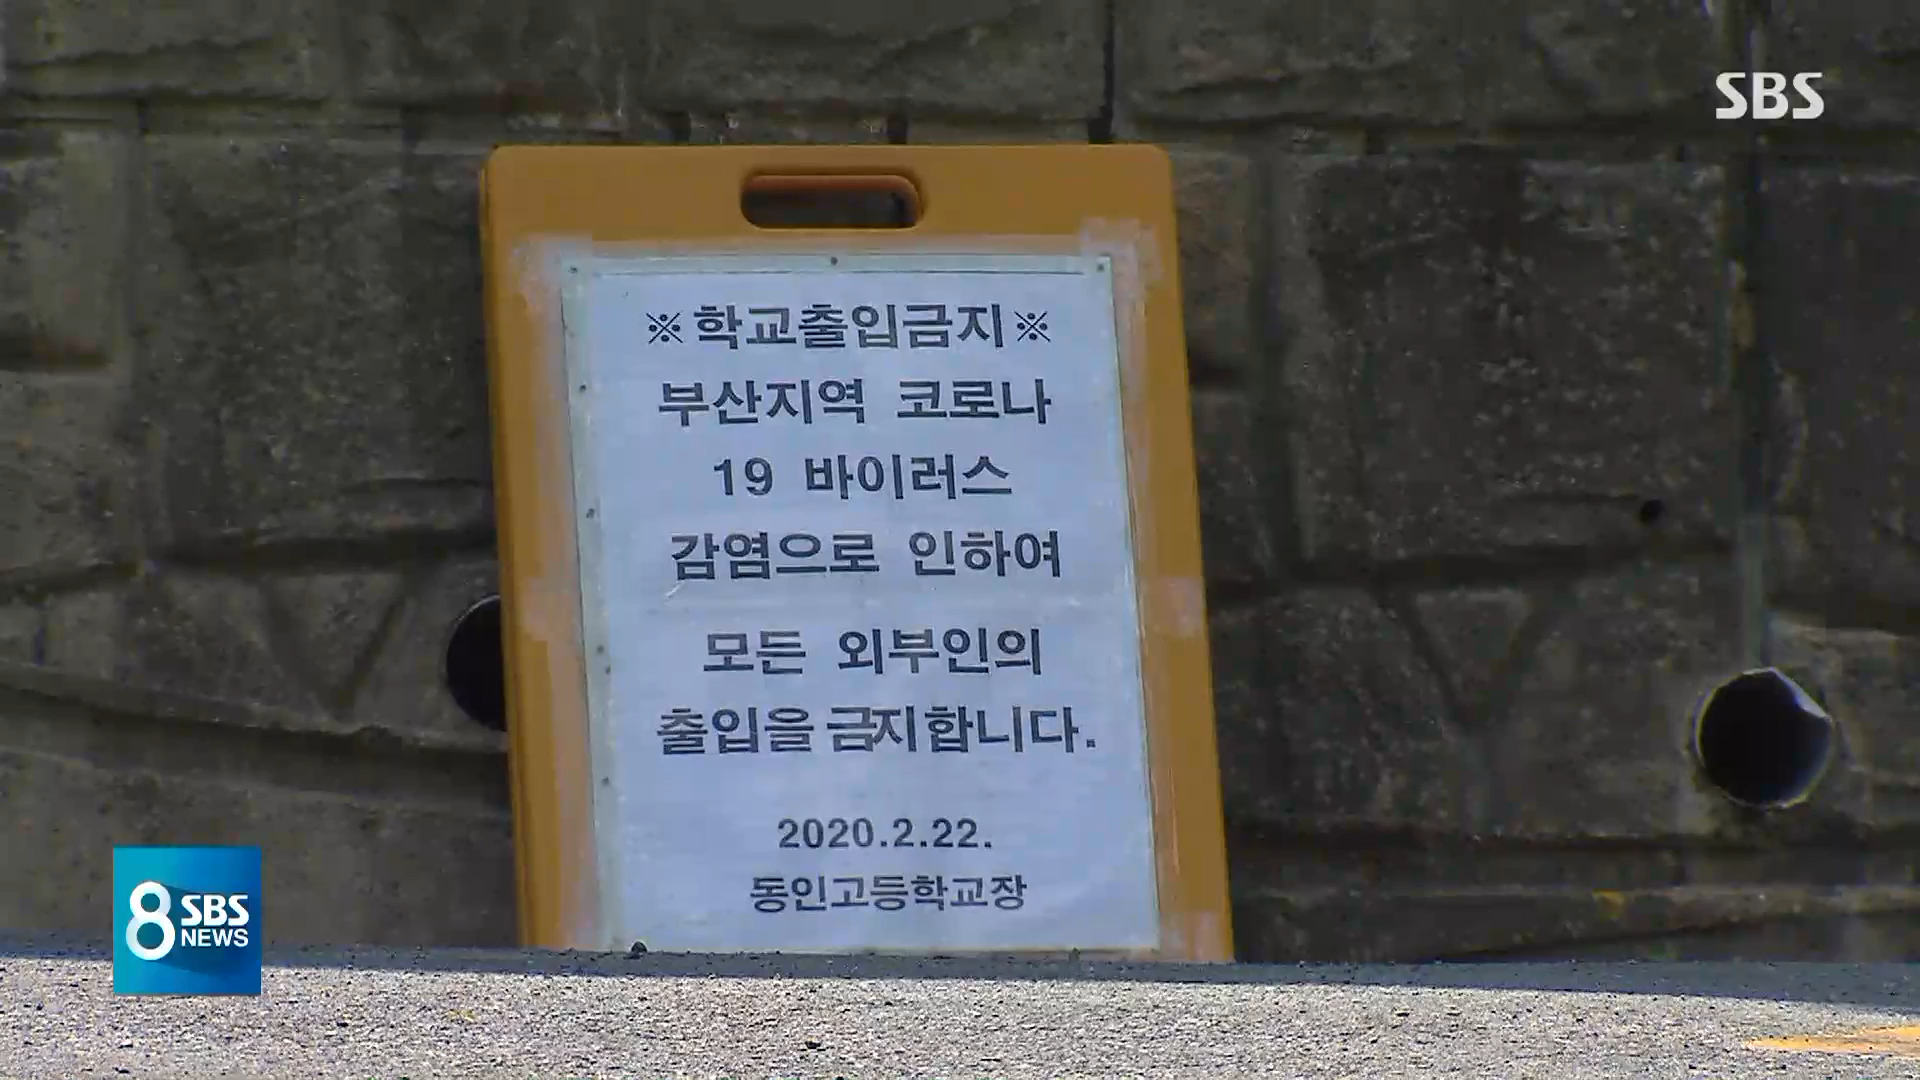 SBS
※학교출입금지※
부산지역 코로나
19 바이러스
감염으로 인하여
모든 외부인의
출입을금지합니다.
2020.2.22.
동인고등학교장
8 SBS
NEWS